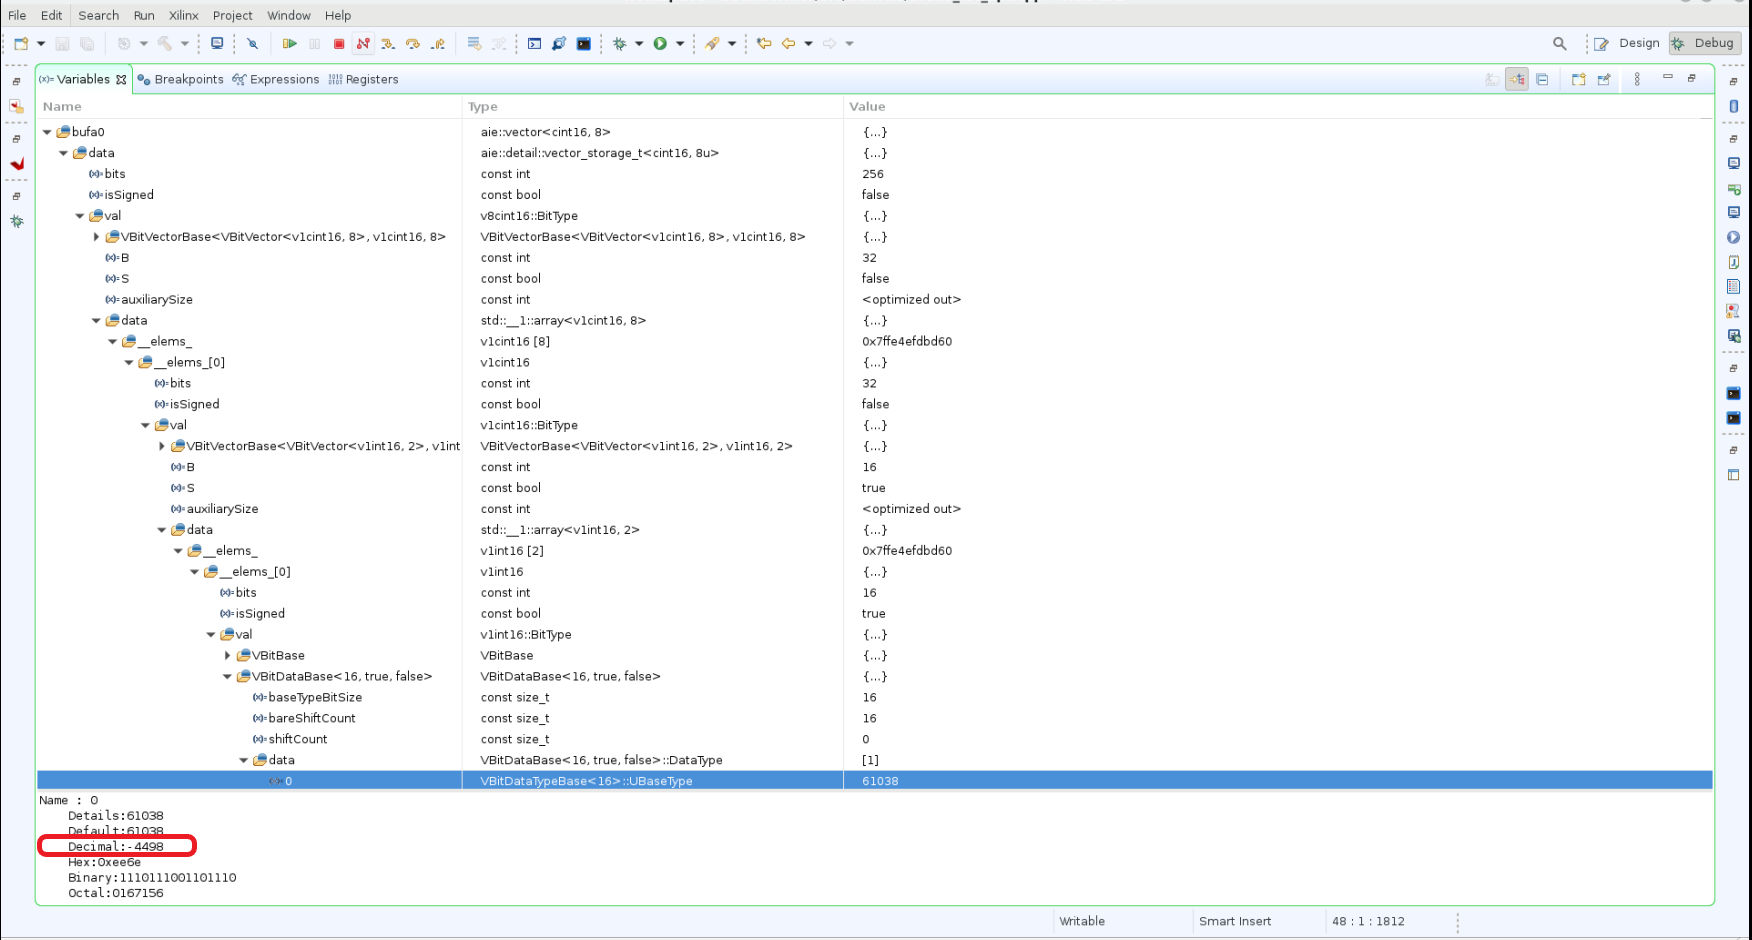 File Edit Search Run Xilinx Project Window Help
Design Debug
(x)= Variables Breakpoints Expressions Registers
Name Type Value
bufa0 aie::vector<cint16, 8> {...}
data aie::detail::vector_storage_t<cint16, 8u> {...}
(x)= bits const int 256
(x)= isSigned const bool false
val v8cint16::BitType {...}
VBitVectorBase<VBitVector<v1cint16, 8>, v1cint16, 8> VBitVectorBase<VBitVector<v1cint16, 8>, v1cint16, 8> {...}
(x)= B const int 32
(x)= S const bool false
(x)= auxiliarySize const int <optimized out>
data std::__1::array<v1cint16, 8> {...}
__elems_ v1cint16 [8] 0x7ffe4efdbd60
__elems_[0] v1cint16 {...}
(x)= bits const int 32
(x)= isSigned const bool false
val v1cint16::BitType {...}
VBitVectorBase<VBitVector<v1int16, 2>, v1int VBitVectorBase<VBitVector<v1int16, 2>, v1int16, 2> {...}
(x)= B const int 16
(x)= S const bool true
(x)= auxiliarySize const int <optimized out>
data std::__1::array<v1int16, 2> {...}
__elems_ v1int16 [2] 0x7ffe4efdbd60
__elems_[0] v1int16 {...}
(x)= bits const int 16
(x)= isSigned const bool true
val v1int16::BitType {...}
VBitBase VBitBase {...}
VBitDataBase<16, true, false> VBitDataBase<16, true, false> {...}
(x)= baseTypeBitSize const size_t 16
(x)= bareShiftCount const size_t 16
(x)= shiftCount const size_t 0
data VBitDataBase<16, true, false>::DataType [1]
(x)= 0 VBitDataTypeBase<16>::UBaseType 61038
Name : 0
Details:61038
Default:61038
Decimal:-4498
Hex:0xee6e
Binary:1110111001101110
Octal:0167156
Writable Smart Insert 48 : 1 : 1812